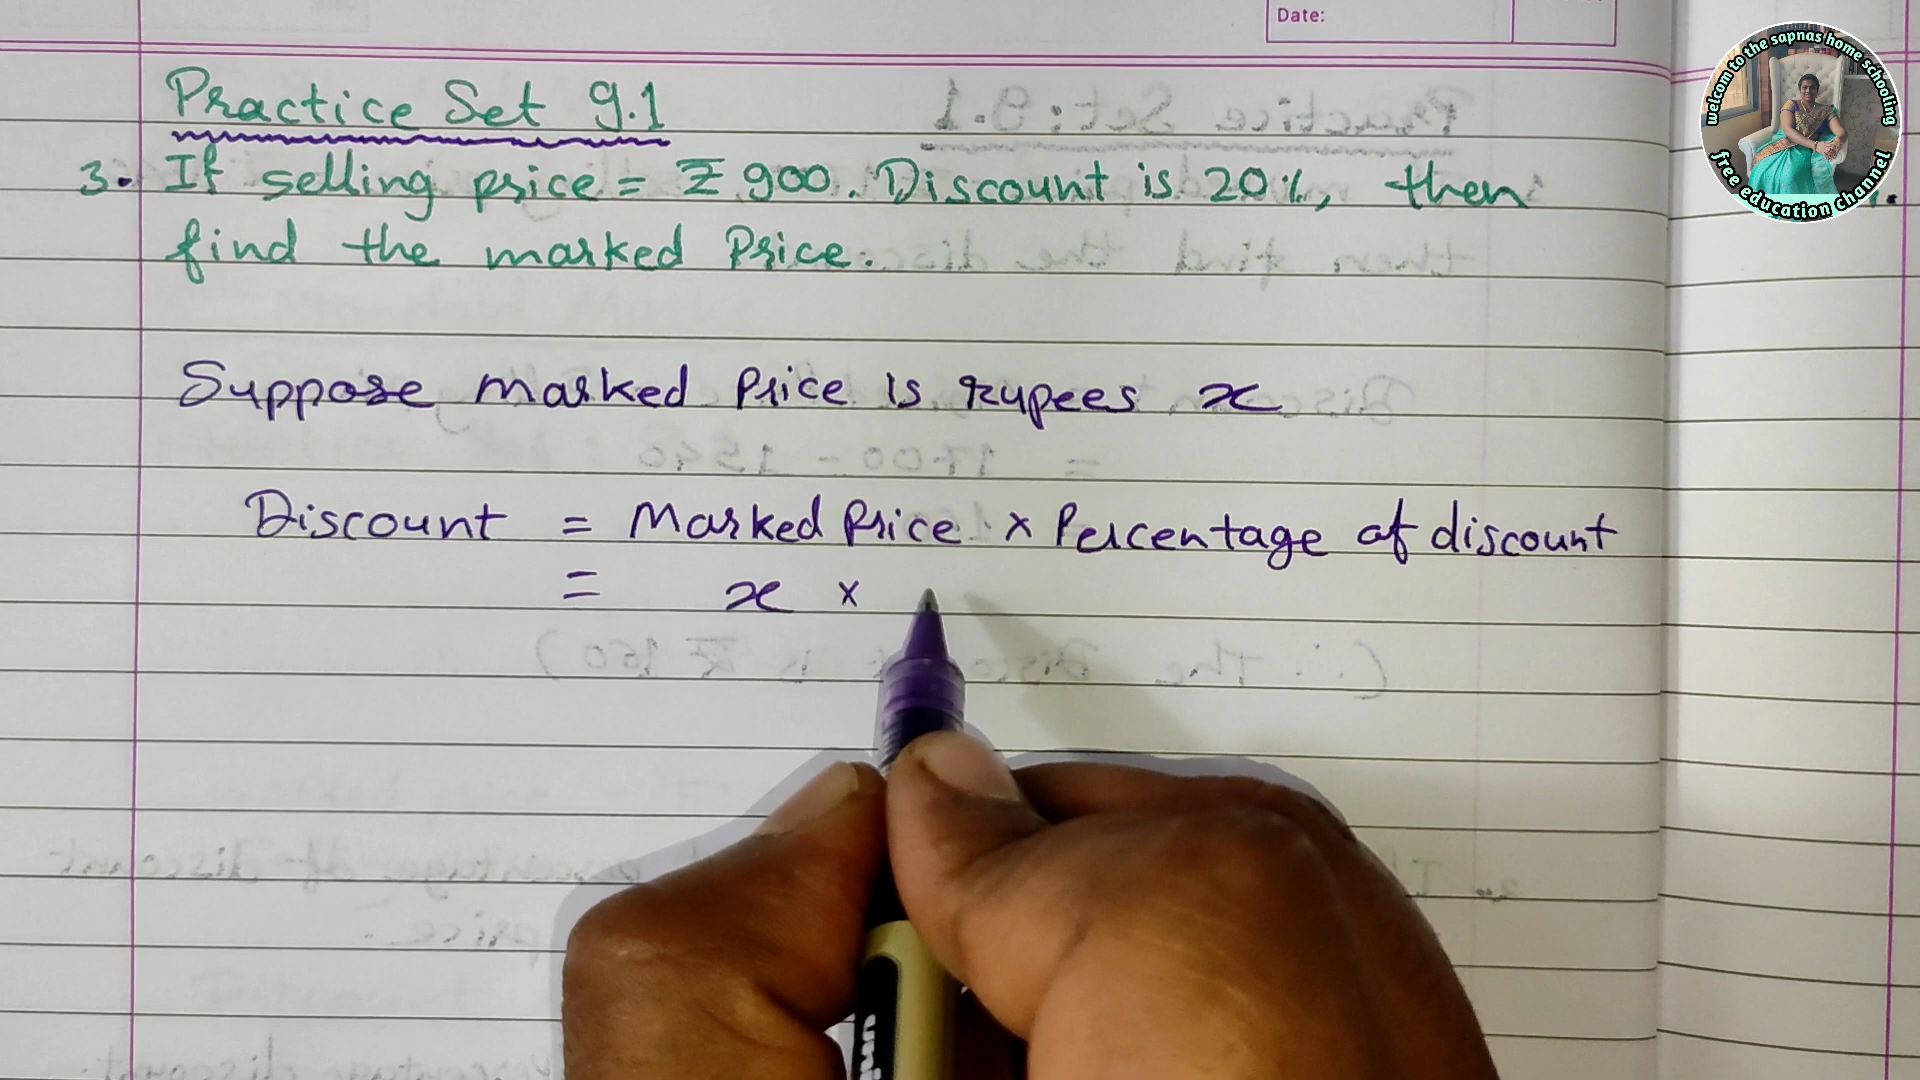 Date:
welcom to the sapnas home schooling
free education channel
Practice Set 9.1
3. If selling price = ₹ 900. Discount is 20%, then
find the marked Price.
Suppose marked Price is rupees x
Discount = Marked Price × Percentage of discount
= x ×
uni